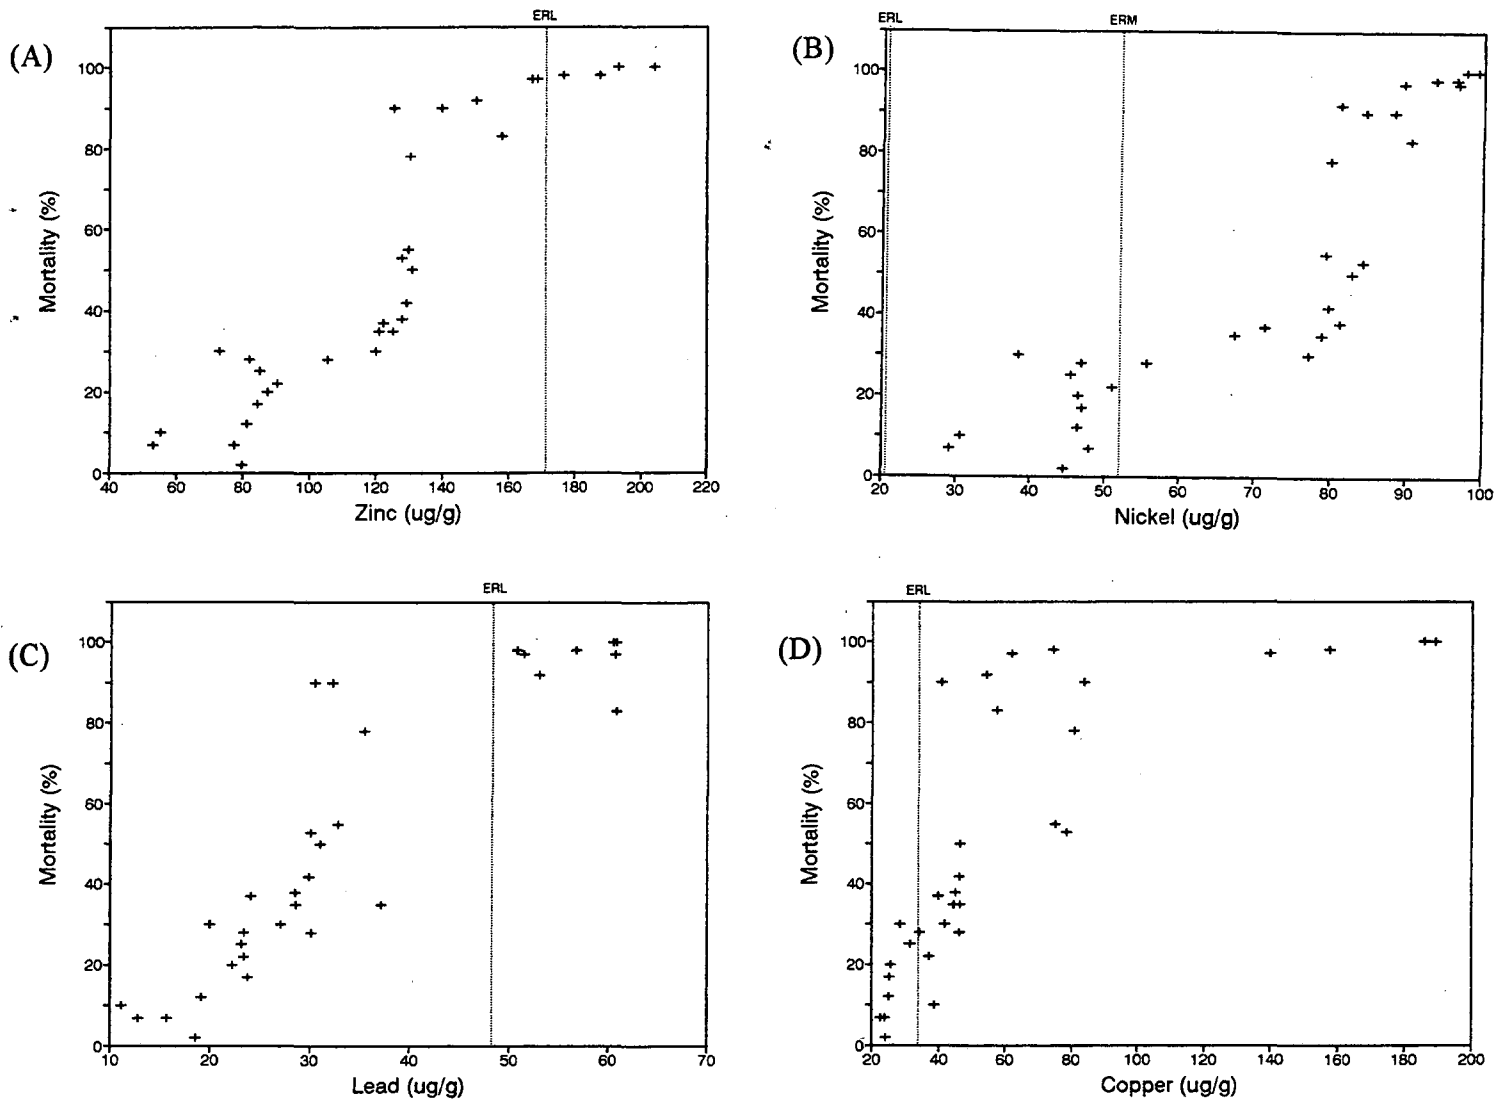 (A)
ERL
Mortality (%)
100
80
60
40
20
0
40 60 80 100 120 140 160 180 200 220
Zinc (ug/g)
(B)
ERL ERM
Mortality (%)
100
80
60
40
20
0
20 30 40 50 60 70 80 90 100
Nickel (ug/g)
(C)
ERL
Mortality (%)
100
80
60
40
20
0
10 20 30 40 50 60 70
Lead (ug/g)
(D)
ERL
Mortality (%)
100
80
60
40
20
0
20 40 60 80 100 120 140 160 180 200
Copper (ug/g)